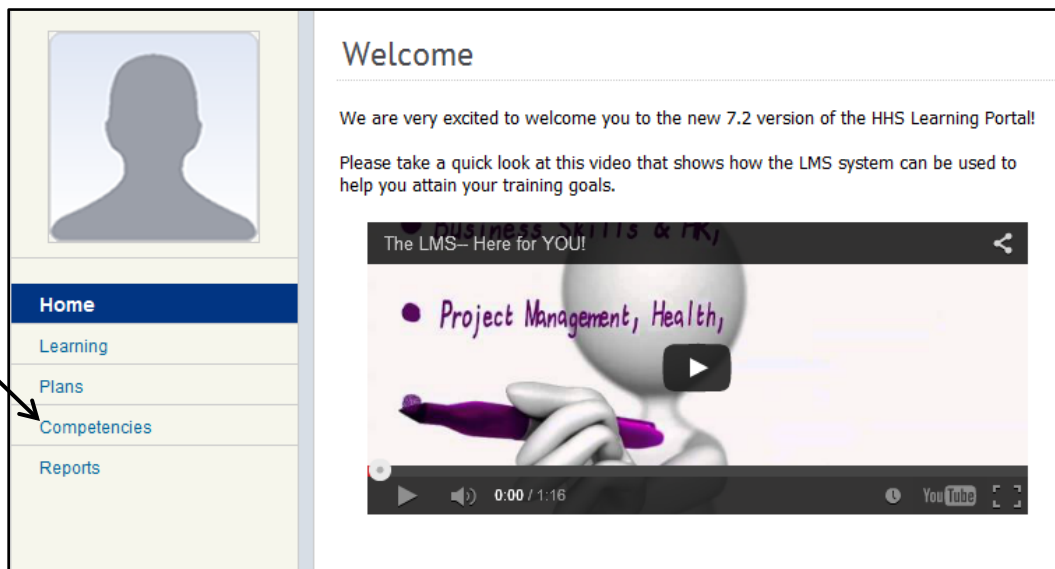 Welcome
We are very excited to welcome you to the new 7.2 version of the HHS Learning Portal!
Please take a quick look at this video that shows how the LMS system can be used to
help you attain your training goals.
Business Skills & HR,
The LMS– Here for YOU!
Project Management, Health,
0:00 / 1:16
YouTube
Home
Learning
Plans
Competencies
Reports